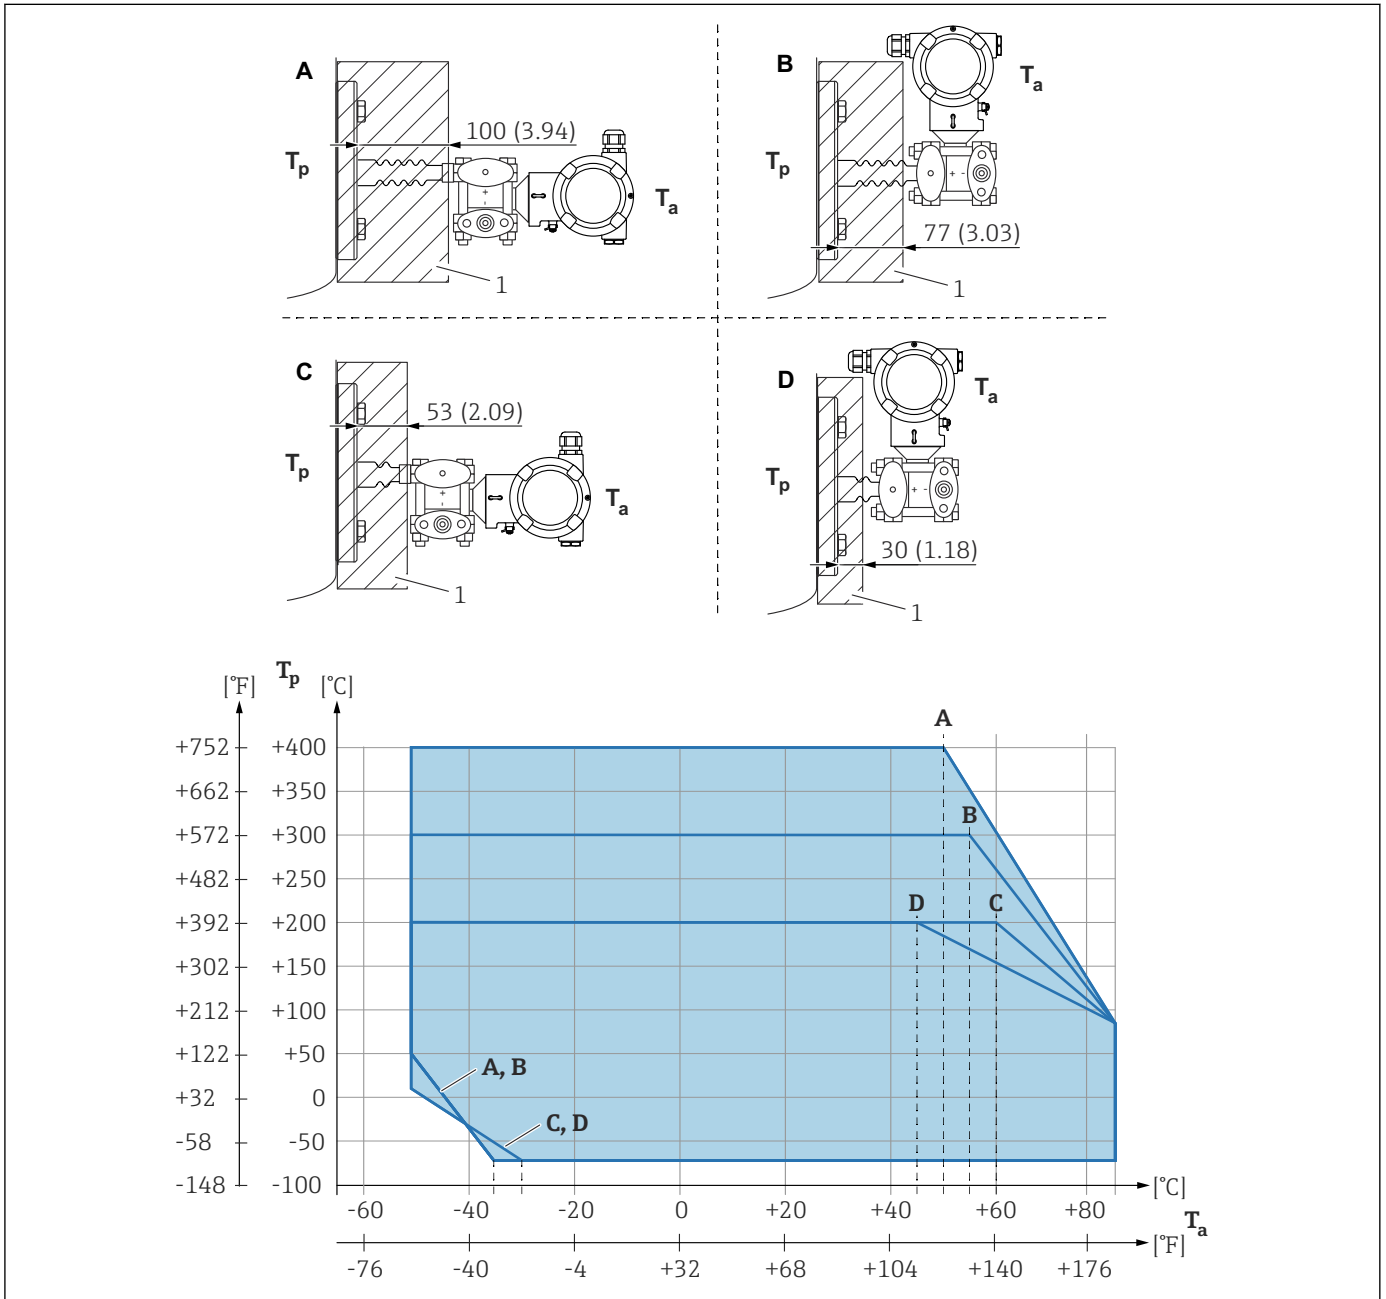 A
100 (3.94)
Tp
Ta
1
B
Ta
Tp
77 (3.03)
1
C
53 (2.09)
Tp
Ta
1
D
Ta
Tp
30 (1.18)
1
[°F] Tp [°C]
A
+752 +400
+662 +350
B
+572 +300
+482 +250
D C
+392 +200
+302 +150
+212 +100
+122 +50
A, B
+32 0
C, D
-58 -50
-148 -100
[°C]
-60 -40 -20 0 +20 +40 +60 +80
Ta
[°F]
-76 -40 -4 +32 +68 +104 +140 +176